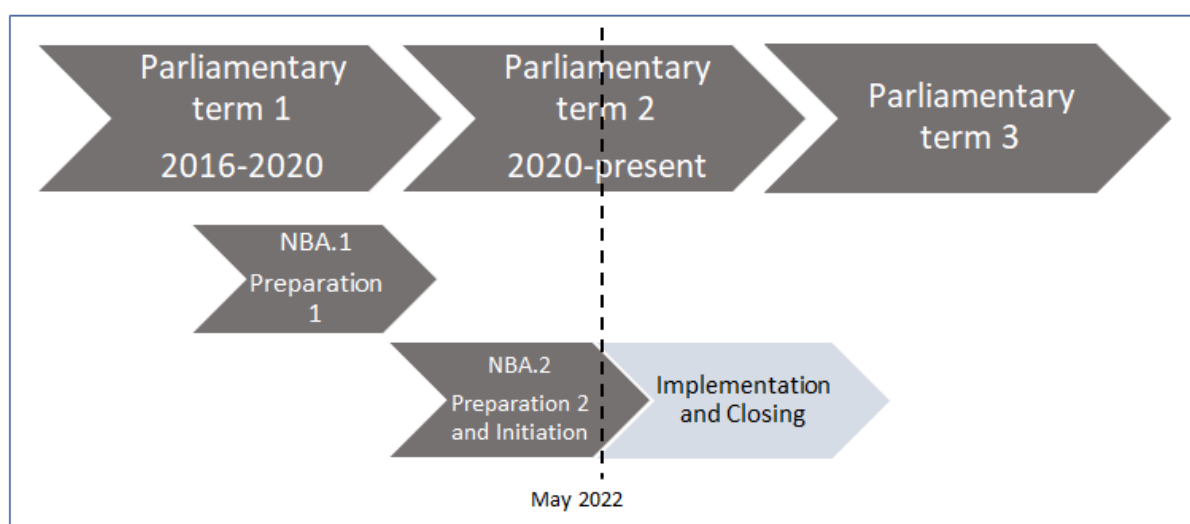 Parliamentary
term 1
2016-2020
Parliamentary
term 2
2020-present
Parliamentary
term 3
NBA.1
Preparation
1
NBA.2
Preparation 2
and Initiation
Implementation
and Closing
May 2022